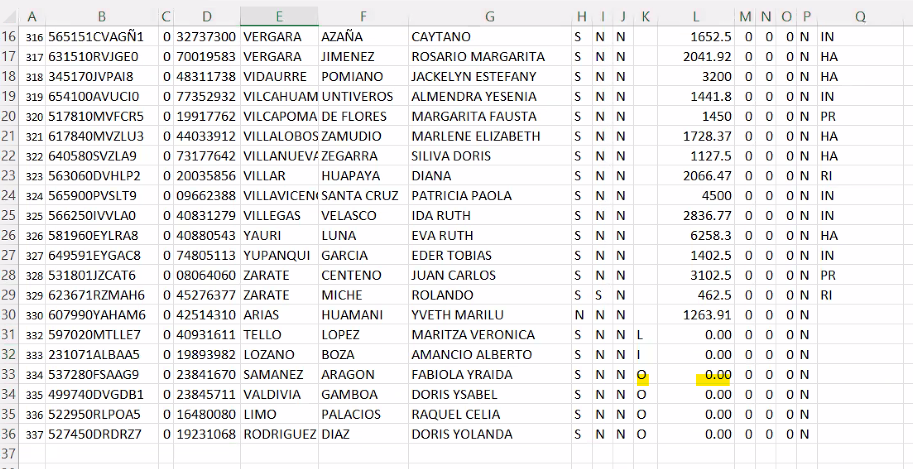 A B C D E F G H I J K L M N O P Q
16 316 565151CVAGÑ1 0 32737300 VERGARA AZAÑA CAYTANO S N N 1652.5 0 0 0 N IN
17 317 631510RVJGE0 0 70019583 VERGARA JIMENEZ ROSARIO MARGARITA S N N 2041.92 0 0 0 N HA
18 318 345170JVPAI8 0 48311738 VIDAURRE POMIANO JACKELYN ESTEFANY S N N 3200 0 0 0 N HA
19 319 654100AVUCI0 0 77352932 VILCAHUAM UNTIVEROS ALMENDRA YESENIA S N N 1441.8 0 0 0 N IN
20 320 517810MVFCR5 0 19917762 VILCAPOMA DE FLORES MARGARITA FAUSTA S N N 1450 0 0 0 N PR
21 321 617840MVZLU3 0 44033912 VILLALOBOS ZAMUDIO MARLENE ELIZABETH S N N 1728.37 0 0 0 N HA
22 322 640580SVZLA9 0 73177642 VILLANUEVA ZEGARRA SILIVA DORIS S N N 1127.5 0 0 0 N HA
23 323 563060DVHLP2 0 20035856 VILLAR HUAPAYA DIANA S N N 2066.47 0 0 0 N RI
24 324 565900PVSLT9 0 09662388 VILLAVICEN SANTA CRUZ PATRICIA PAOLA S N N 4500 0 0 0 N IN
25 325 566250IVVLA0 0 40831279 VILLEGAS VELASCO IDA RUTH S N N 2836.77 0 0 0 N IN
26 326 581960EYLRA8 0 40880543 YAURI LUNA EVA RUTH S N N 6258.3 0 0 0 N HA
27 327 649591EYGAC8 0 74805113 YUPANQUI GARCIA EDER TOBIAS S N N 1402.5 0 0 0 N IN
28 328 531801JZCAT6 0 08064060 ZARATE CENTENO JUAN CARLOS S N N 3102.5 0 0 0 N PR
29 329 623671RZMAH6 0 45276377 ZARATE MICHE ROLANDO S S N 462.5 0 0 0 N RI
30 330 607990YAHAM6 0 42514310 ARIAS HUAMANI YVETH MARILU N N N 1263.91 0 0 0 N
31 332 597020MTLLE7 0 40931611 TELLO LOPEZ MARITZA VERONICA S N N L 0.00 0 0 0 N
32 333 231071ALBAA5 0 19893982 LOZANO BOZA AMANCIO ALBERTO S N N I 0.00 0 0 0 N
33 334 537280FSAAG9 0 23841670 SAMANEZ ARAGON FABIOLA YRAIDA S N N O 0.00 0 0 0 N
34 335 499740DVGDB1 0 23845711 VALDIVIA GAMBOA DORIS YSABEL S N N O 0.00 0 0 0 N
35 336 522950RLPOA5 0 16480080 LIMO PALACIOS RAQUEL CELIA S N N O 0.00 0 0 0 N
36 337 527450DRDRZ7 0 19231068 RODRIGUEZ DIAZ DORIS YOLANDA S N N O 0.00 0 0 0 N
37